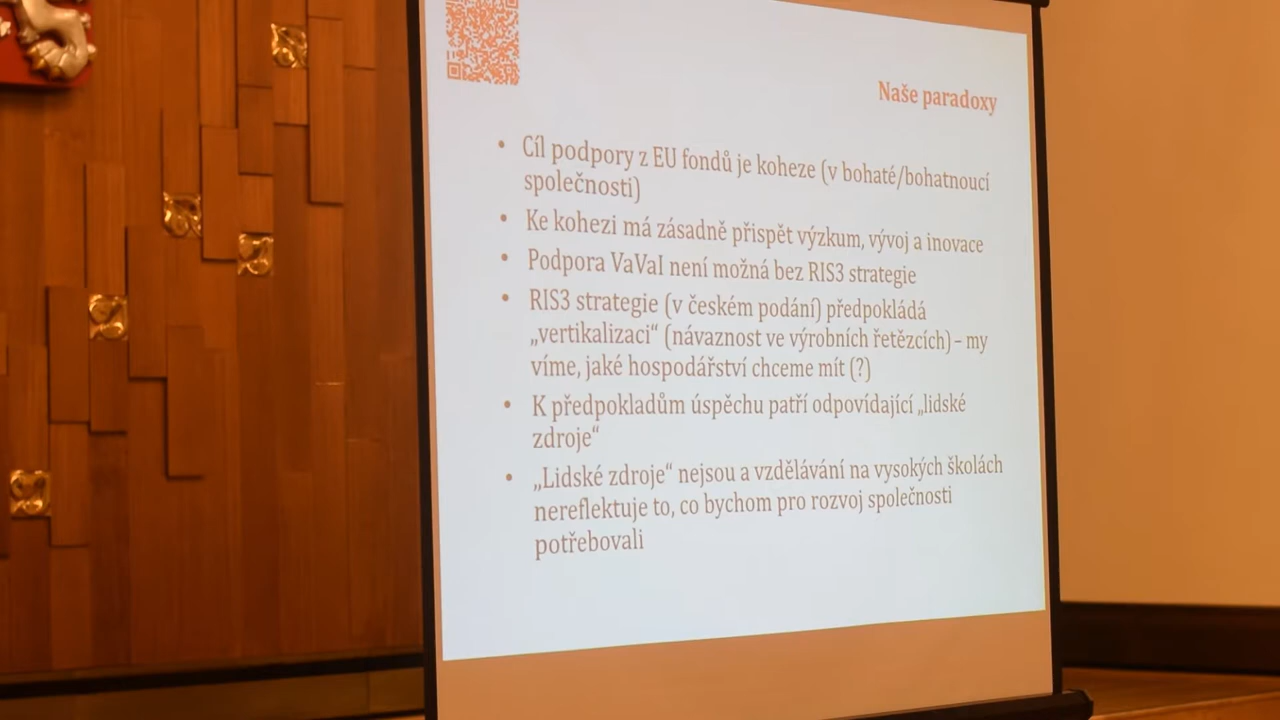 Naše paradoxy
• Cíl podpory z EU fondů je koheze (v bohaté/bohatnoucí
společnosti)
• Ke kohezi má zásadně přispět výzkum, vývoj a inovace
• Podpora VaVaI není možná bez RIS3 strategie
• RIS3 strategie (v českém podání) předpokládá
„vertikalizaci“ (návaznost ve výrobních řetězcích) – my
víme, jaké hospodářství chceme mít (?)
• K předpokladům úspěchu patří odpovídající „lidské
zdroje“
• „Lidské zdroje“ nejsou a vzdělávání na vysokých školách
nereflektuje to, co bychom pro rozvoj společnosti
potřebovali